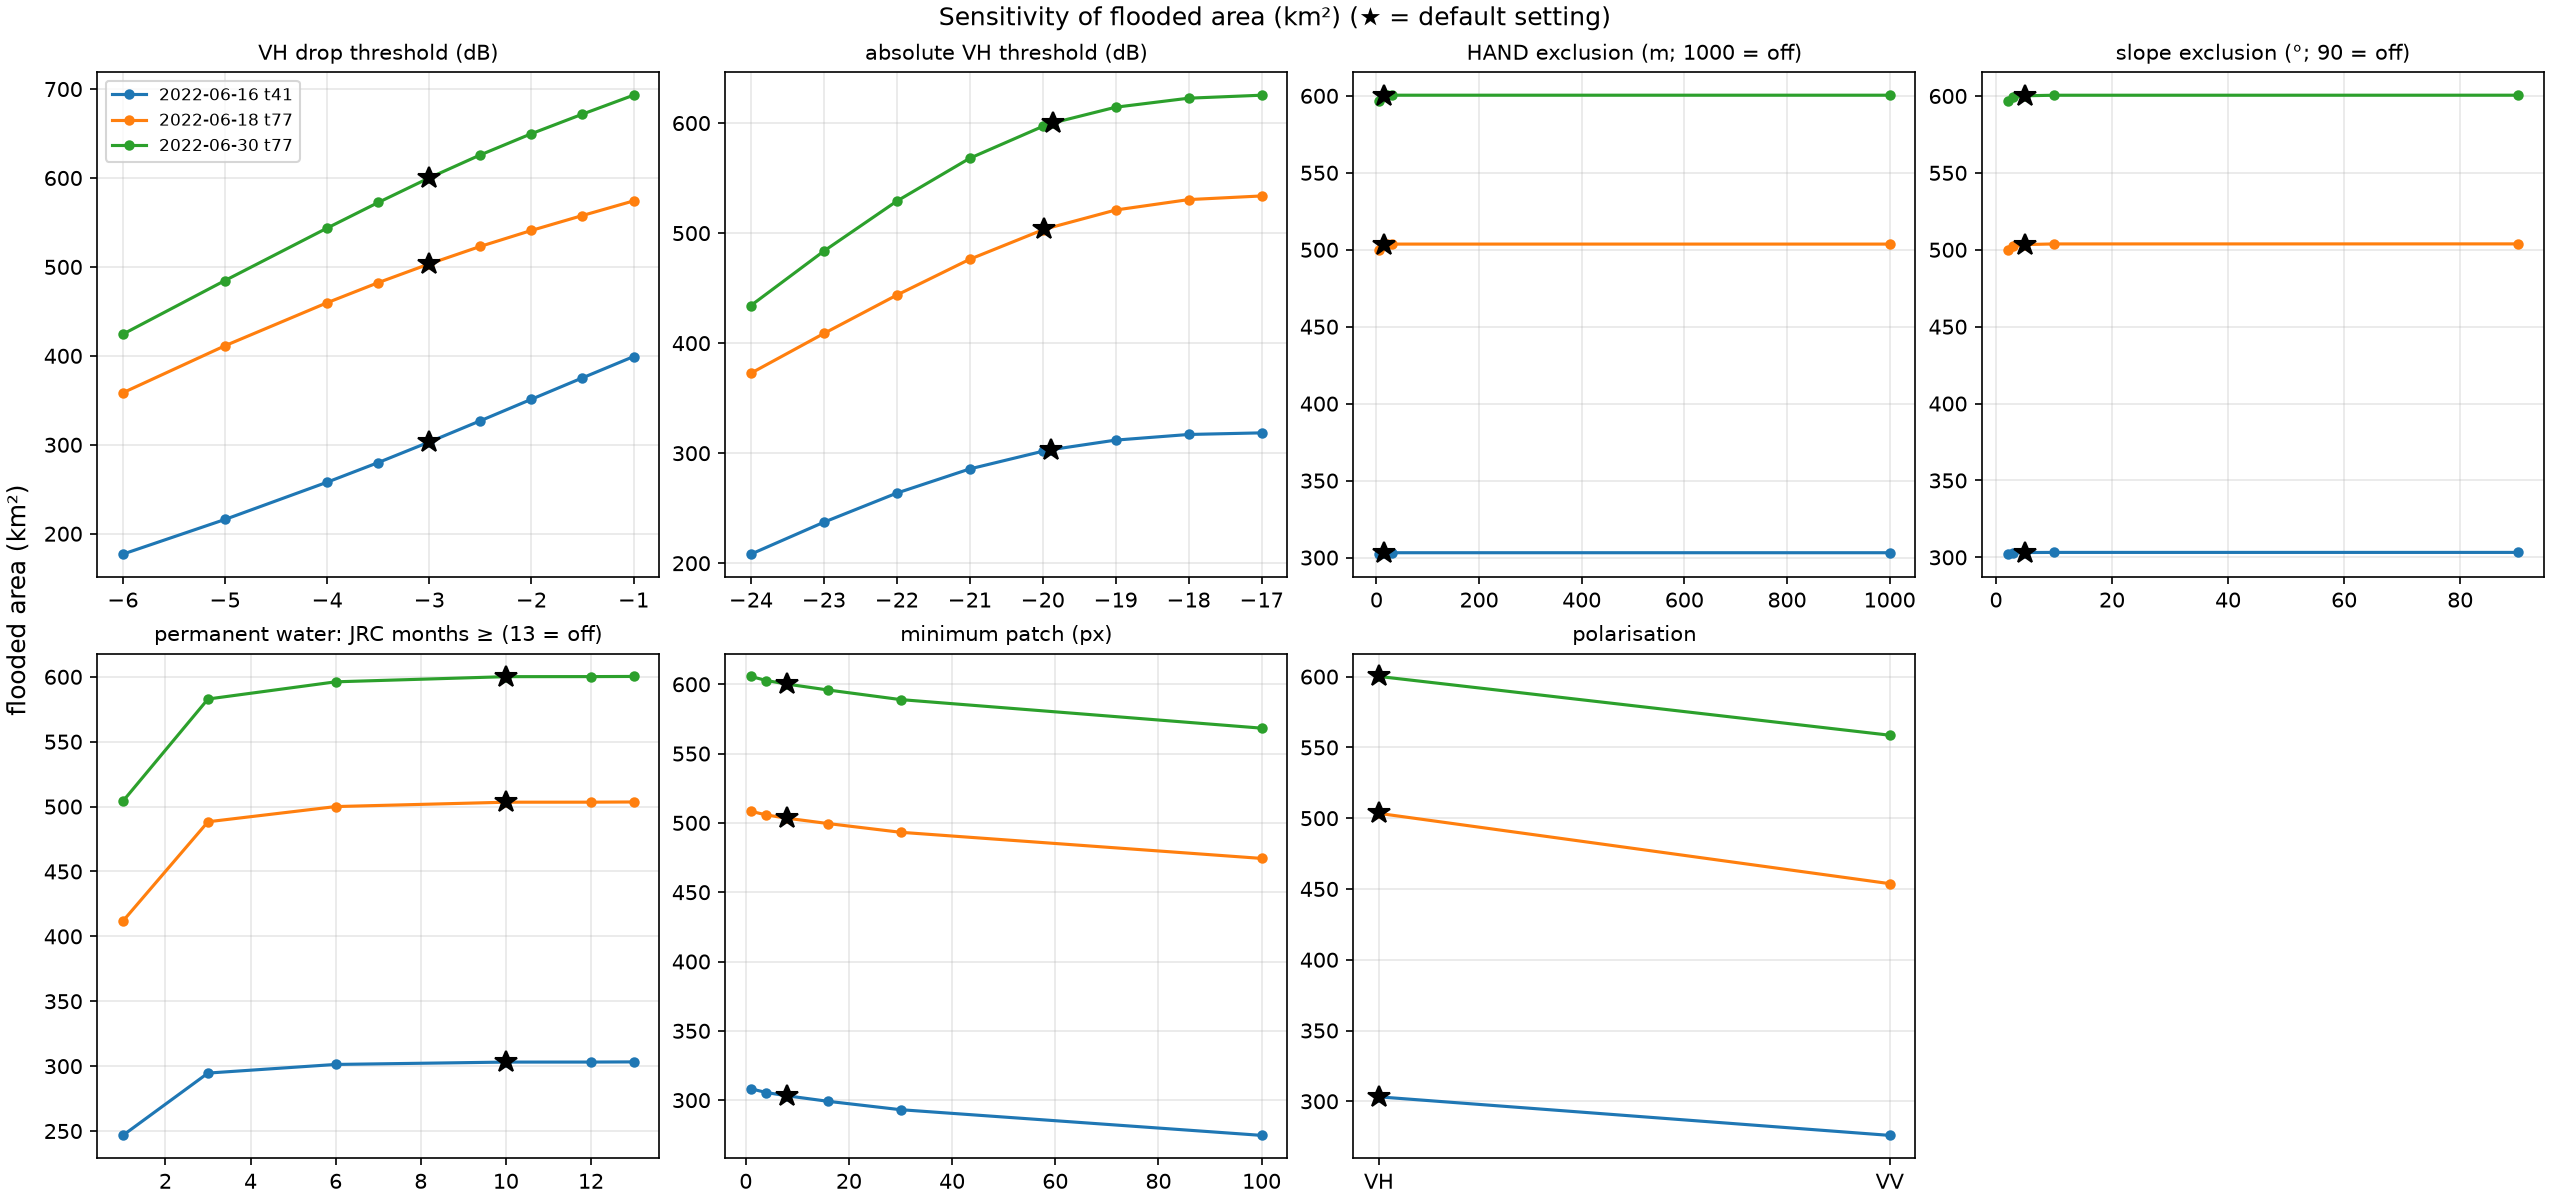 Sensitivity of flooded area (km²) (★ = default setting)
flooded area (km²)
VH drop threshold (dB)
700
600
500
400
300
200
−6 −5 −4 −3 −2 −1
2022-06-16 t41
2022-06-18 t77
2022-06-30 t77
absolute VH threshold (dB)
600
500
400
300
200
−24 −23 −22 −21 −20 −19 −18 −17
HAND exclusion (m; 1000 = off)
600
550
500
450
400
350
300
0 200 400 600 800 1000
slope exclusion (°; 90 = off)
600
550
500
450
400
350
300
0 20 40 60 80
permanent water: JRC months ≥ (13 = off)
600
550
500
450
400
350
300
250
2 4 6 8 10 12
minimum patch (px)
600
550
500
450
400
350
300
0 20 40 60 80 100
polarisation
600
550
500
450
400
350
300
VH VV